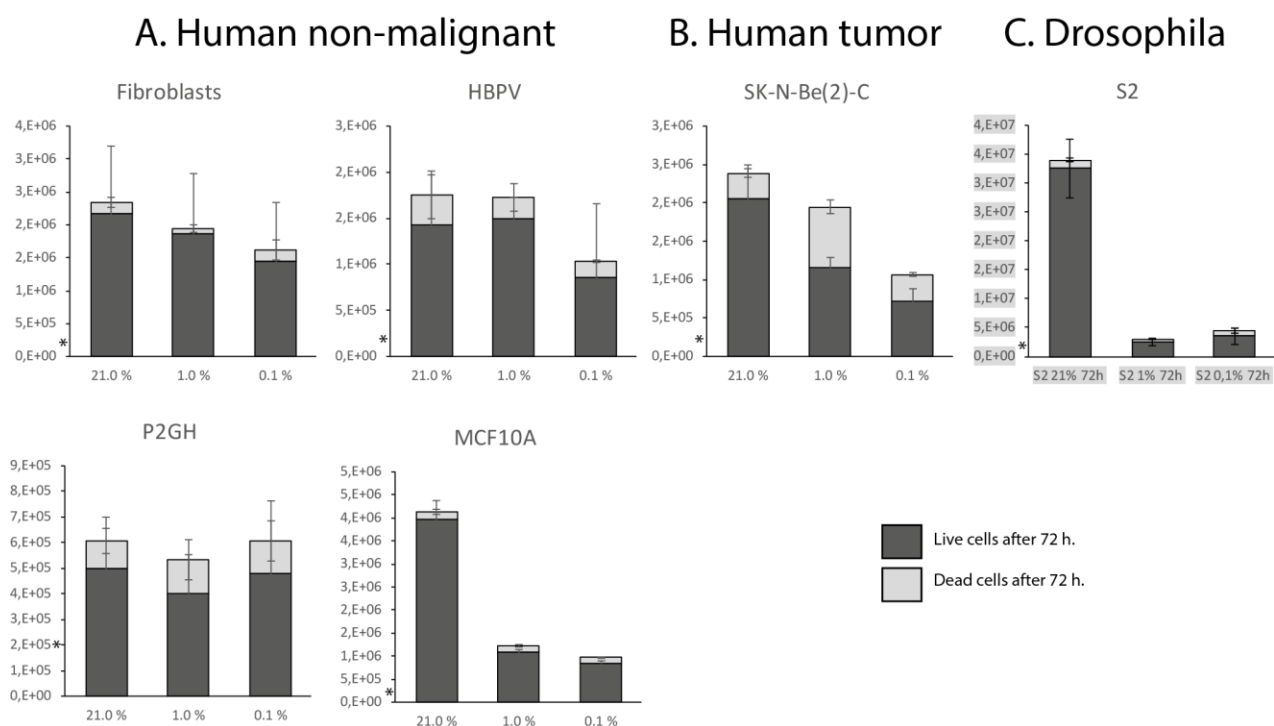 A. Human non-malignant
B. Human tumor
C. Drosophila
Fibroblasts
4,E+06
3,E+06
3,E+06
2,E+06
2,E+06
1,E+06
5,E+05
*
0,E+00
21.0 %
1.0 %
0.1 %
HBPV
3,E+06
2,E+06
2,E+06
1,E+06
5,E+05
*
0,E+00
21.0 %
1.0 %
0.1 %
SK-N-Be(2)-C
3,E+06
3,E+06
2,E+06
2,E+06
1,E+06
5,E+05
*
0,E+00
21.0 %
1.0 %
0.1 %
S2
4,E+07
4,E+07
3,E+07
3,E+07
2,E+07
2,E+07
1,E+07
5,E+06
*
0,E+00
S2 21% 72h
S2 1% 72h
S2 0,1% 72h
P2GH
9,E+05
8,E+05
7,E+05
6,E+05
5,E+05
4,E+05
3,E+05
2,E+05
*
1,E+05
0,E+00
21.0 %
1.0 %
0.1 %
MCF10A
5,E+06
5,E+06
4,E+06
4,E+06
3,E+06
3,E+06
2,E+06
2,E+06
1,E+06
5,E+05
*
0,E+00
21.0 %
1.0 %
0.1 %
Live cells after 72 h.
Dead cells after 72 h.